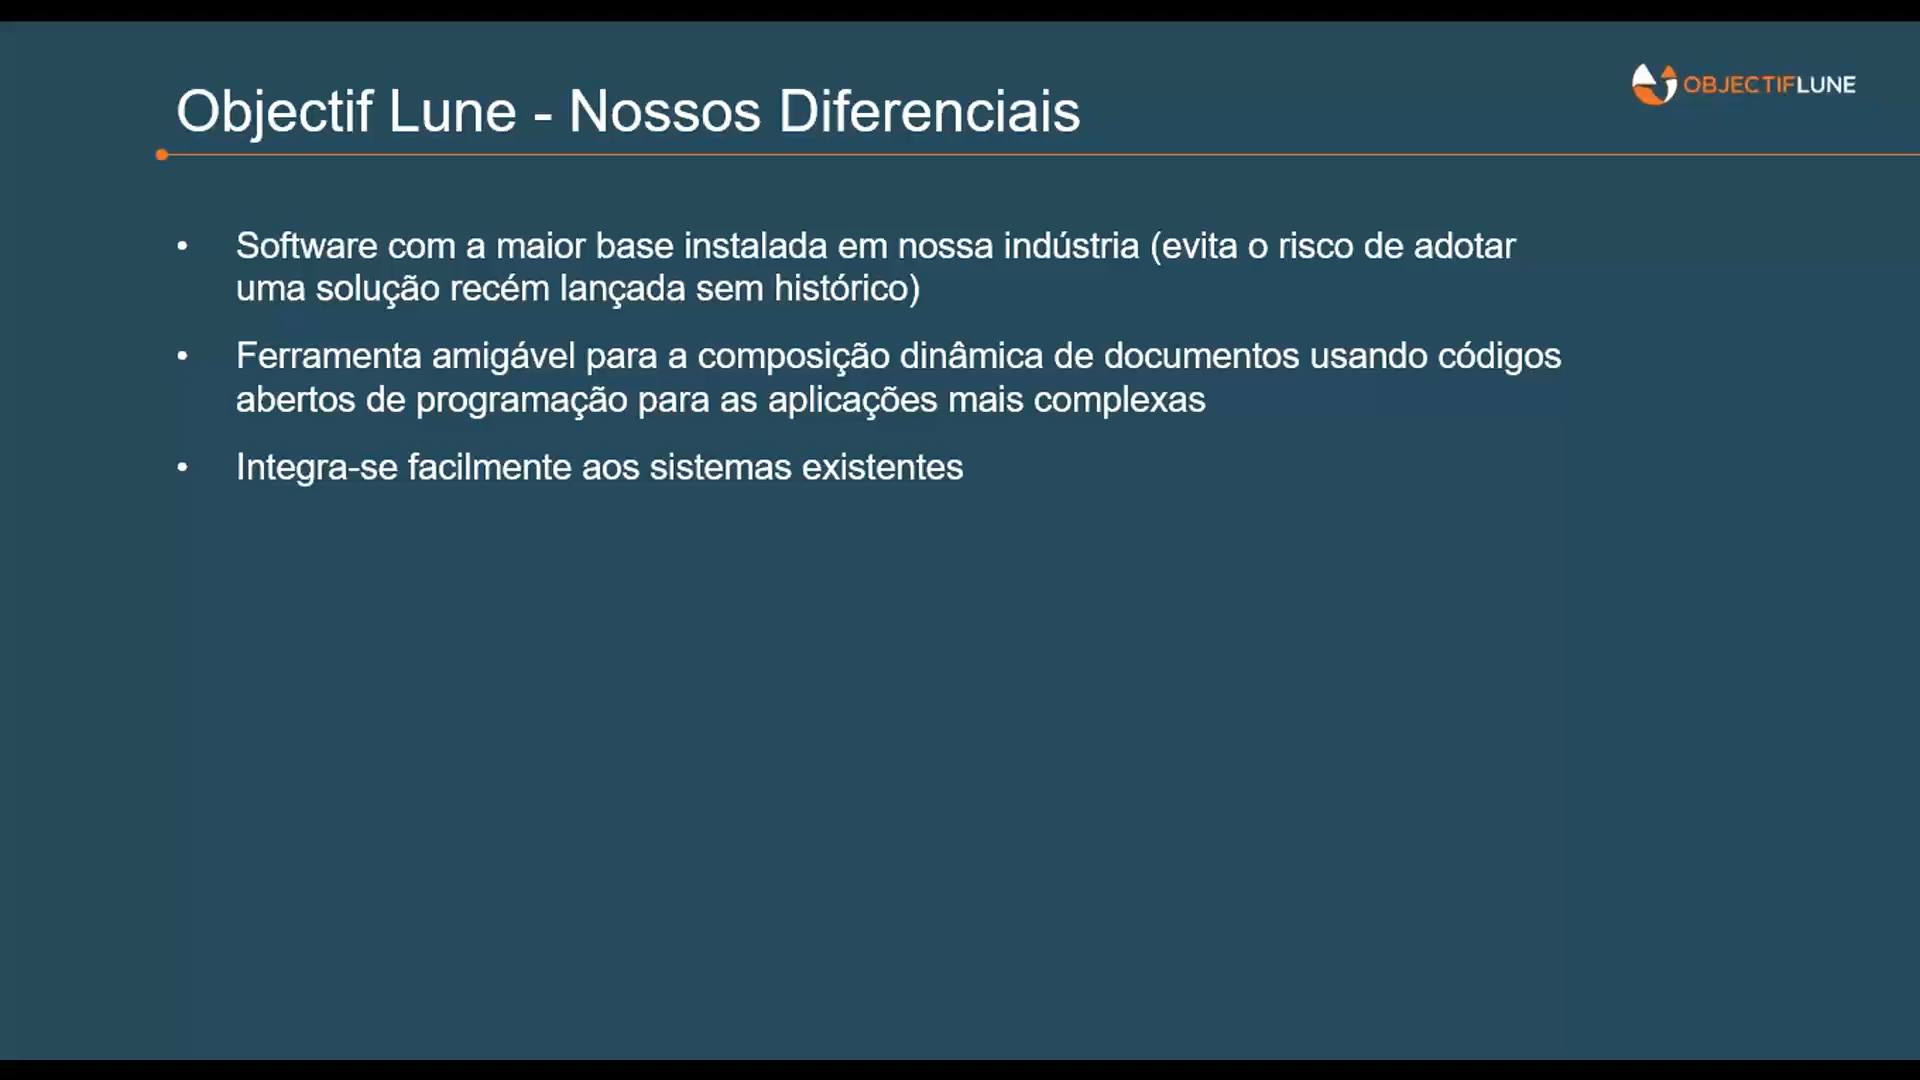 Objectif Lune - Nossos Diferenciais
OBJECTIFLUNE
• Software com a maior base instalada em nossa indústria (evita o risco de adotar
uma solução recém lançada sem histórico)
• Ferramenta amigável para a composição dinâmica de documentos usando códigos
abertos de programação para as aplicações mais complexas
• Integra-se facilmente aos sistemas existentes